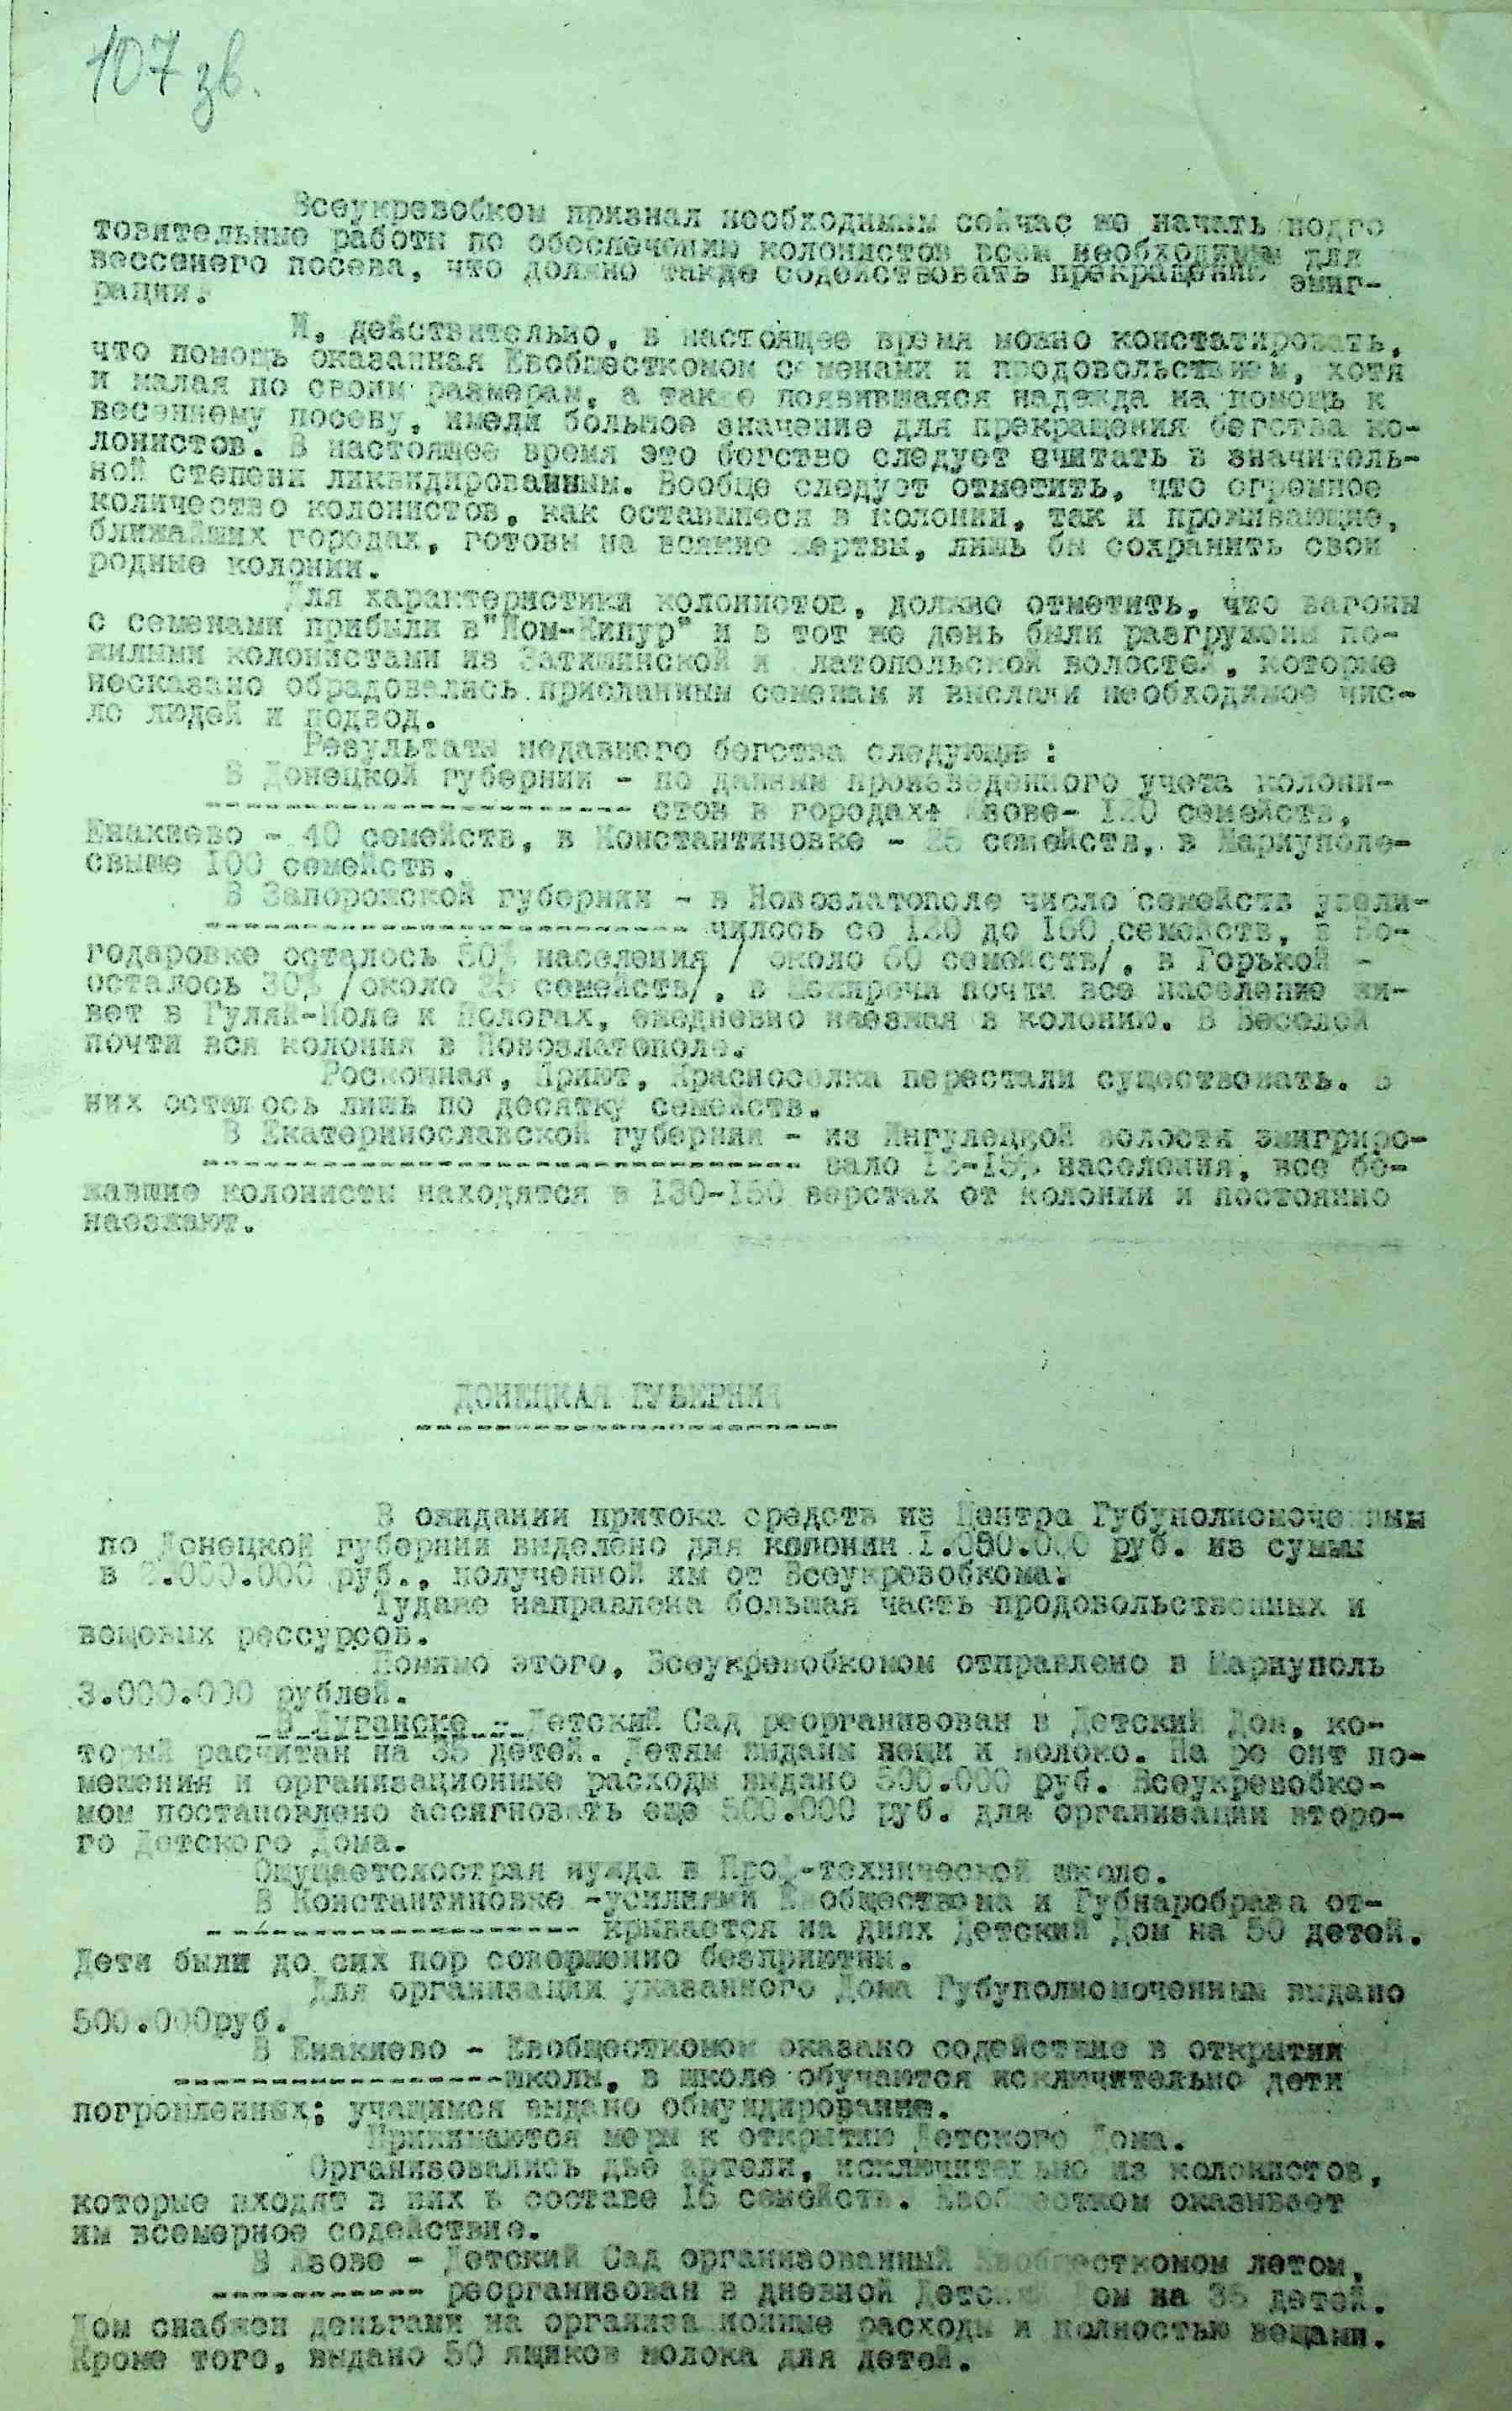 107 зв.
Всеукревобком признал необходимым сейчас же начать подго
товительные работы по обеспечению колонистов всем необходимым для
вессенего посева, что должно также содействовать прекращению эмиг-
рации.
И, действительно, в настоящее время можно констатировать,
что помощь оказанная Евобщесткомом семенами и продовольствием, хотя
и малая по своим размерам, а также появившаяся надежда на помощь к
весеннему посеву, имели большое значение для прекращения бегства ко-
лонистов. В настоящее время это бегство следует считать в значитель-
ной степени ликвидированным. Вообще следует отметить, что огромное
количество колонистов, как оставшиеся в колонии, так и проживающие,
ближайших городах, готовы на всякие жертвы, лишь бы сохранить свои
родные колонии.
Для характеристики колонистов, должно отметить, что вагоны
с семенами прибыли в "Иом-Кипур" и в тот же день были разгружены по-
жилыми колонистами из Затишинской и латопольской волостей, которые
несказано обрадовались присланным семенам и выслали необходимое чис-
ло людей и подвод.
Результаты недавнего бегства следующие :
В Донецкой губернии - по данным произведенного учета колони-
стов в городах: Азове- 120 семейств,
Енакиево - 40 семейств, в Константиновке - 25 семейств, в Мариуполе-
свыше 100 семейств.
В Запорожской губернии - в Новозлатополе число семейств увели-
чилось со 120 до 160 семейств, в Бо-
годаровке осталось 50% населения / около 60 семейств/, в Горькой -
осталось 30% /около 25 семейств/, в Межиречи почти все население жи-
вет в Гуляй-Поле и Пологах, ежедневно наезжая в колонию. В Веселой
почти вся колония в Новозлатополе.
Роскошная, Приют, Красноселка перестали существовать. В
них осталось лишь по десятку семейств.
В Екатеринославской губернии - из Ингулецкой волости эмигриро-
вало населения, все бе-
жавшие колонисты находятся в 130-150 верстах от колонии и постоянно
наезжают.
ДОНЕЦКАЯ ГУБЕРНИЯ
В ожидании притока средств из Центра Губуполномоченным
по Донецкой губернии выделено для колонии 1.050.000 руб. из суммы
в .000.000 руб., полученной им от Всеукревобкома.
Тудаже направлена большая часть продовольственных и
вещовых рессурсов.
Помимо этого, Всеукревобкомом отправлено в Мариуполь
3.000.000 рублей.
В Луганске - Детский Сад реорганизован в Детский Дом, ко-
торый расчитан на 35 детей. Детям выданы вещи и молоко. На ремонт по-
мещения и организационные расходы выдано 500.000 руб. Всеукревобко-
мом постановлено ассигновать еще 500.000 руб. для организации второ-
го Детского Дома.
Ощущаетсяострая нужда в Проф-технической школе.
В Константиновке -усилиями Евобществома и Губнаробраза от-
крывается на днях Детский Дом на 50 детей.
Дети были до сих пор совершенно безприютны.
Для организации указанного Дома Губуполномоченным выдано
500.000руб.
В Енакиево - Евобщесткомом оказано содействие в открытии
школы, в школе обучаются исключительно дети
погромленных; учащимся выдано обмундирование.
Принимаются меры к открытию Детского Дома.
Организовались две артели, исключительно из колонистов,
которые входят в них в составе 16 семейств. Евобщестком оказывает
им всемерное содействие.
В Азове - Детский Сад организованный Евобщесткомом летом,
реорганизован в дневной Детский Дом на 35 детей.
Дом снабжен деньгами на организационные расходы и полностью вещами.
Кроме того, выдано 50 ящиков молока для детей.